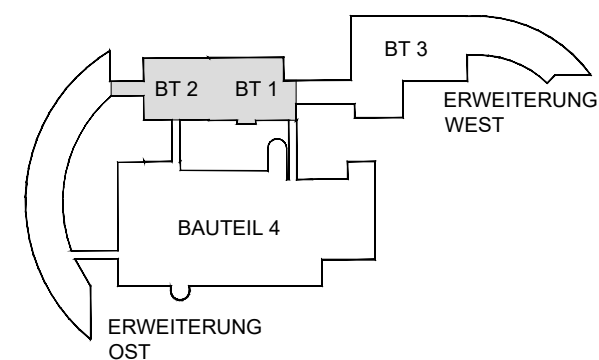 BT 3
BT 2
BT 1
ERWEITERUNG
WEST
BAUTEIL 4
ERWEITERUNG
OST